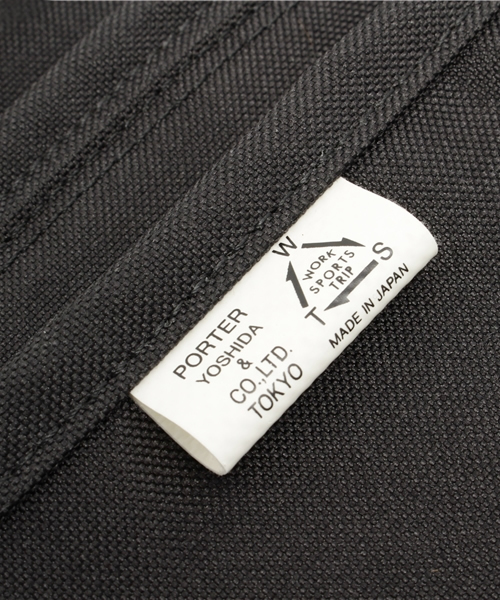 PORTER
YOSHIDA
&
CO.,LTD.
TOKYO
W
WORK
SPORTS
TRIP
S
T
MADE IN JAPAN